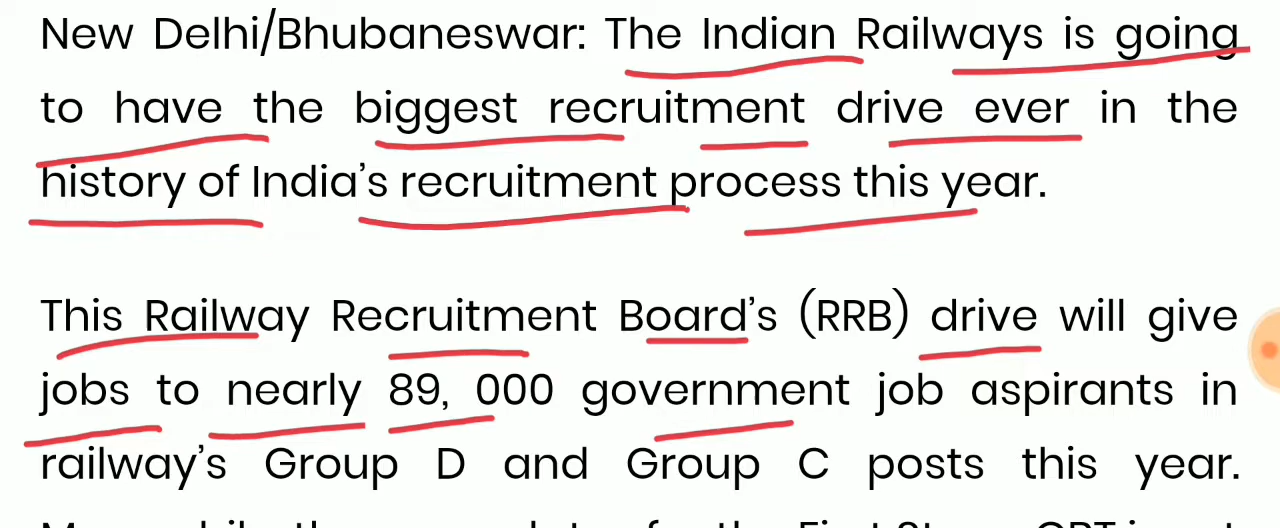 New Delhi/Bhubaneswar: The Indian Railways is going
to have the biggest recruitment drive ever in the
history of India’s recruitment process this year.
This Railway Recruitment Board’s (RRB) drive will give
jobs to nearly 89, 000 government job aspirants in
railway’s Group D and Group C posts this year.